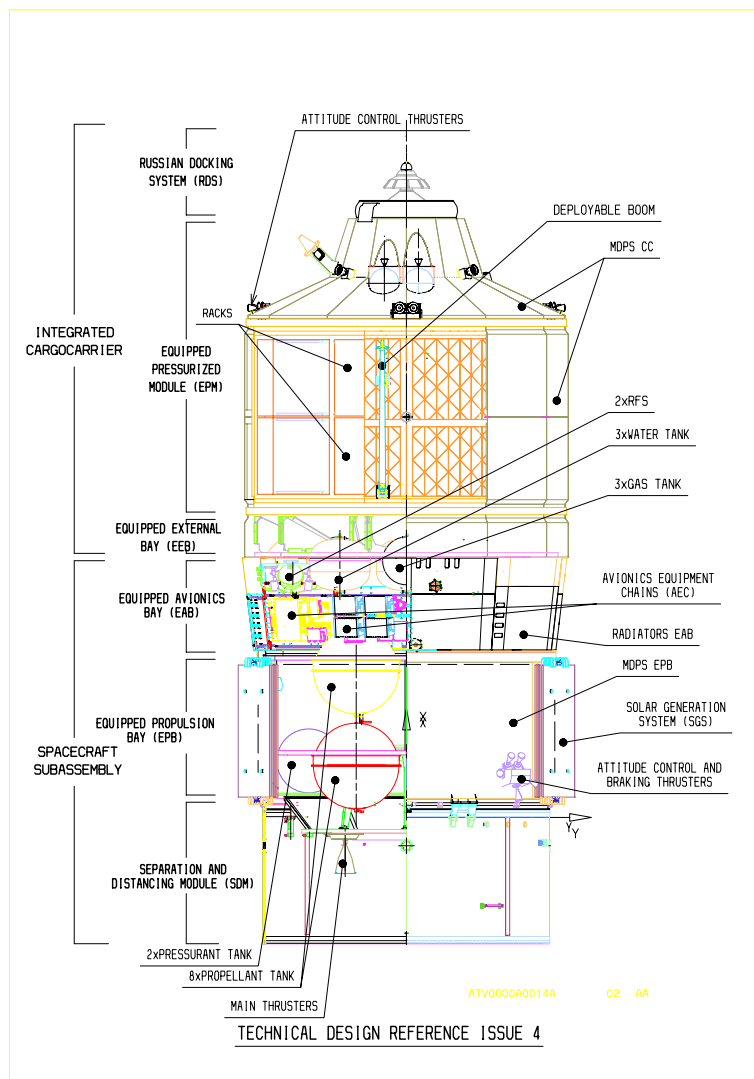 ATTITUDE CONTROL THRUSTERS
RUSSIAN DOCKING
SYSTEM (RDS)
DEPLOYABLE BOOM
MDPS CC
RACKS
INTEGRATED
CARGOCARRIER
EQUIPPED
PRESSURIZED
MODULE (EPM)
2xRFS
3xWATER TANK
3xGAS TANK
EQUIPPED EXTERNAL
BAY (EEB)
EQUIPPED AVIONICS
BAY (EAB)
AVIONICS EQUIPMENT
CHAINS (AEC)
RADIATORS EAB
MDPS EPB
EQUIPPED PROPULSION
BAY (EPB)
SOLAR GENERATION
SYSTEM (SGS)
X
SPACECRAFT
SUBASSEMBLY
ATTITUDE CONTROL AND
BRAKING THRUSTERS
Y
Y
SEPARATION AND
DISTANCING MODULE (SDM)
2xPRESSURANT TANK
8xPROPELLANT TANK
MAIN THRUSTERS
ATV0000A0014A 02 AA
TECHNICAL DESIGN REFERENCE ISSUE 4